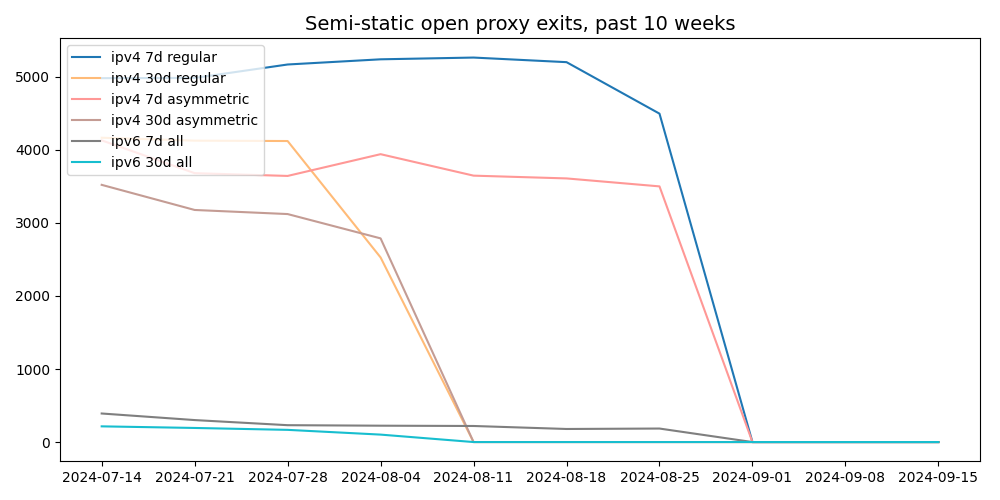 Semi-static open proxy exits, past 10 weeks
ipv4 7d regular
ipv4 30d regular
ipv4 7d asymmetric
ipv4 30d asymmetric
ipv6 7d all
ipv6 30d all
5000
4000
3000
2000
1000
0
2024-07-14 2024-07-21 2024-07-28 2024-08-04 2024-08-11 2024-08-18 2024-08-25 2024-09-01 2024-09-08 2024-09-15